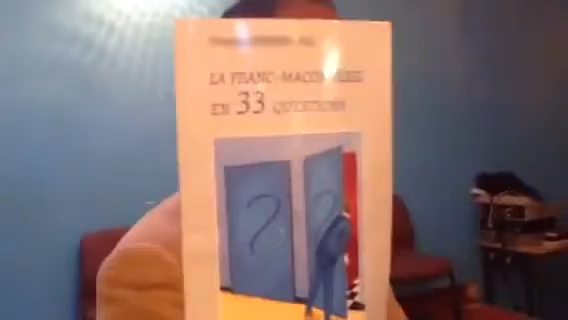 LA FRANC-MAÇONNERIE
EN 33 QUESTIONS
? ?